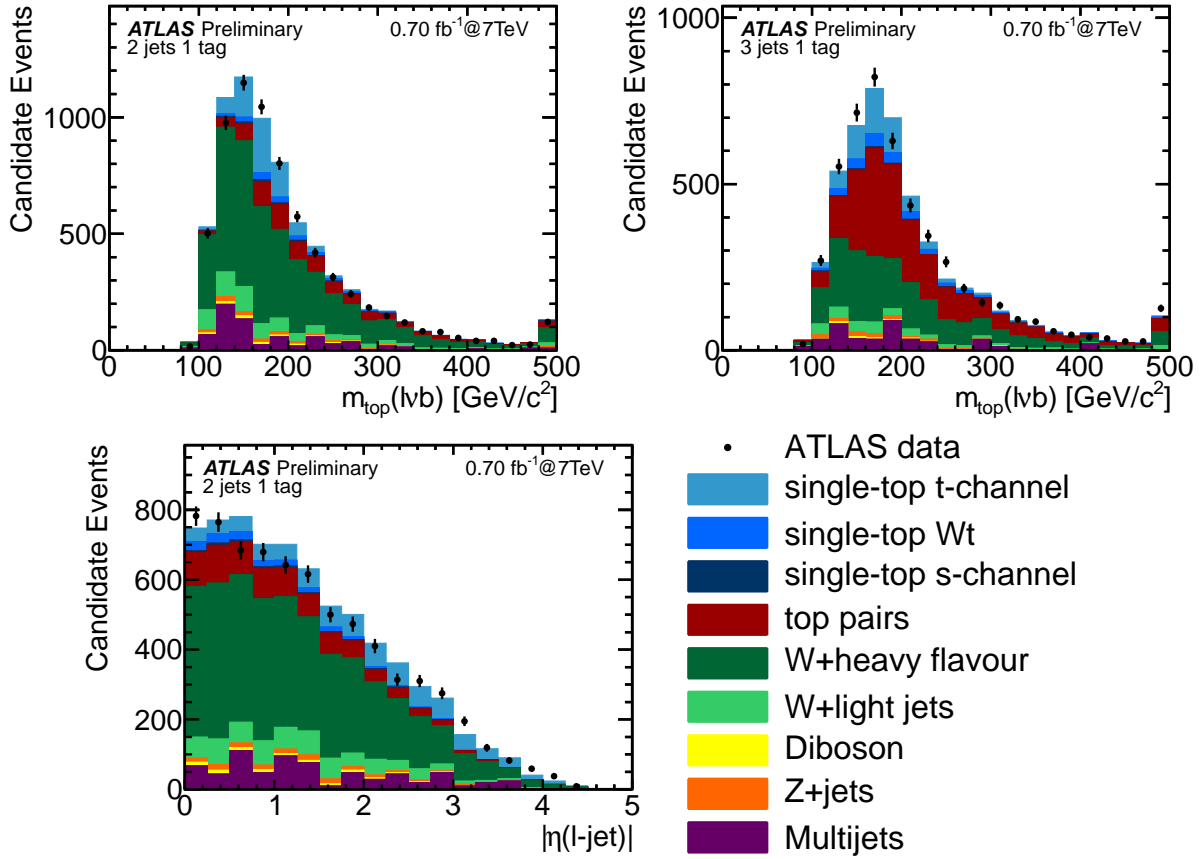 ATLAS Preliminary 0.70 fb⁻¹@7TeV
2 jets 1 tag
Candidate Events
1000
500
0
0 100 200 300 400 500
m_top(lνb) [GeV/c²]
ATLAS Preliminary 0.70 fb⁻¹@7TeV
3 jets 1 tag
Candidate Events
1000
500
0
0 100 200 300 400 500
m_top(lνb) [GeV/c²]
ATLAS Preliminary 0.70 fb⁻¹@7TeV
2 jets 1 tag
Candidate Events
800
600
400
200
0
0 1 2 3 4 5
|η(l-jet)|
ATLAS data
single-top t-channel
single-top Wt
single-top s-channel
top pairs
W+heavy flavour
W+light jets
Diboson
Z+jets
Multijets